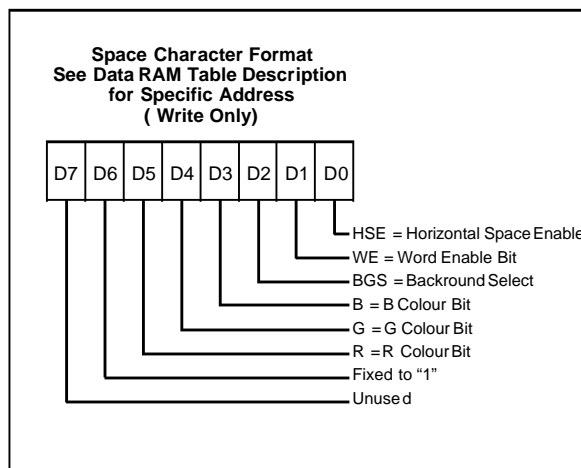 Space Character Format
See Data RAM Table Description
for Specific Address
( Write Only)
D7 D6 D5 D4 D3 D2 D1 D0
HSE = Horizontal Space Enable
WE = Word Enable Bit
BGS = Backround Select
B = B Colour Bit
G = G Colour Bit
R = R Colour Bit
Fixed to “1”
Unused